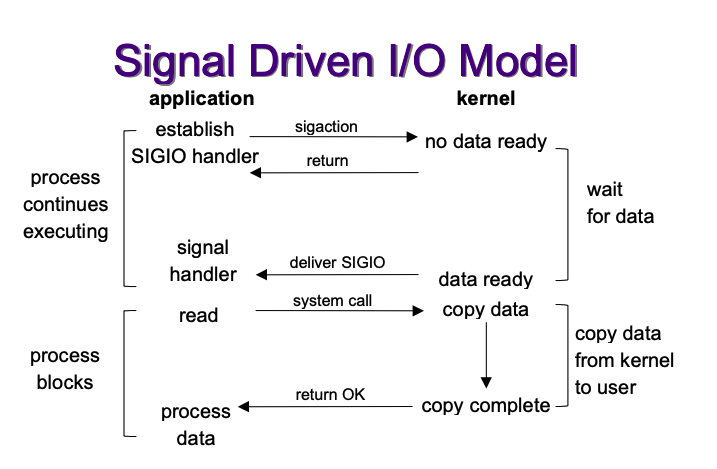 Signal Driven I/O Model
application
kernel
establish
SIGIO handler
sigaction
no data ready
return
process
continues
executing
wait
for data
signal
handler
deliver SIGIO
data ready
read
system call
copy data
process
blocks
copy data
from kernel
to user
return OK
copy complete
process
data